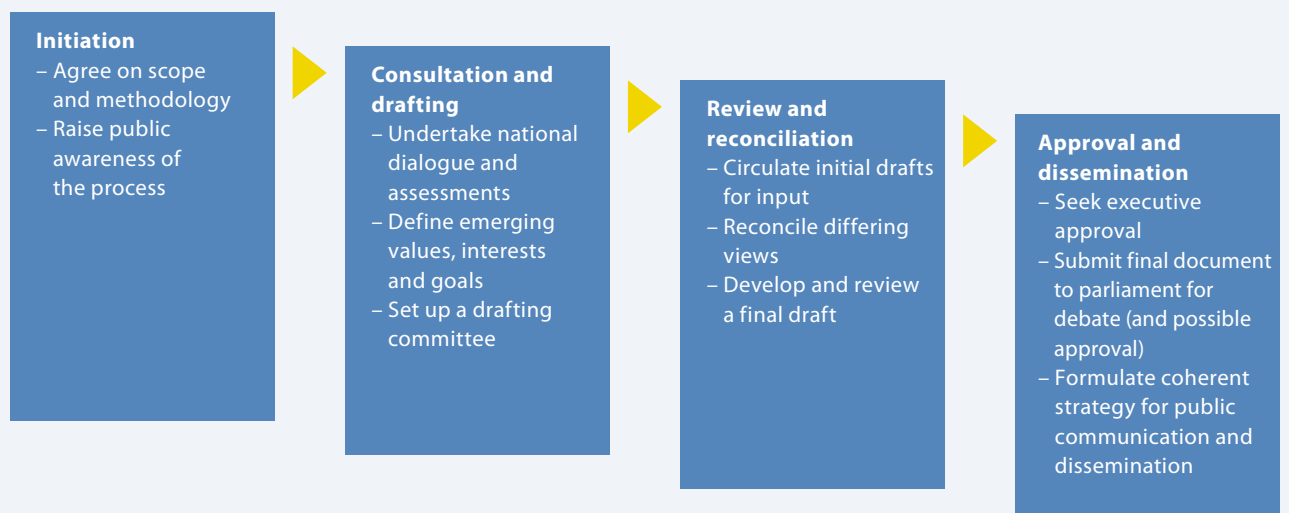 Initiation
– Agree on scope
and methodology
– Raise public
awareness of
the process
Consultation and
drafting
– Undertake national
dialogue and
assessments
– Define emerging
values, interests
and goals
– Set up a drafting
committee
Review and
reconciliation
– Circulate initial drafts
for input
– Reconcile differing
views
– Develop and review
a final draft
Approval and
dissemination
– Seek executive
approval
– Submit final document
to parliament for
debate (and possible
approval)
– Formulate coherent
strategy for public
communication and
dissemination